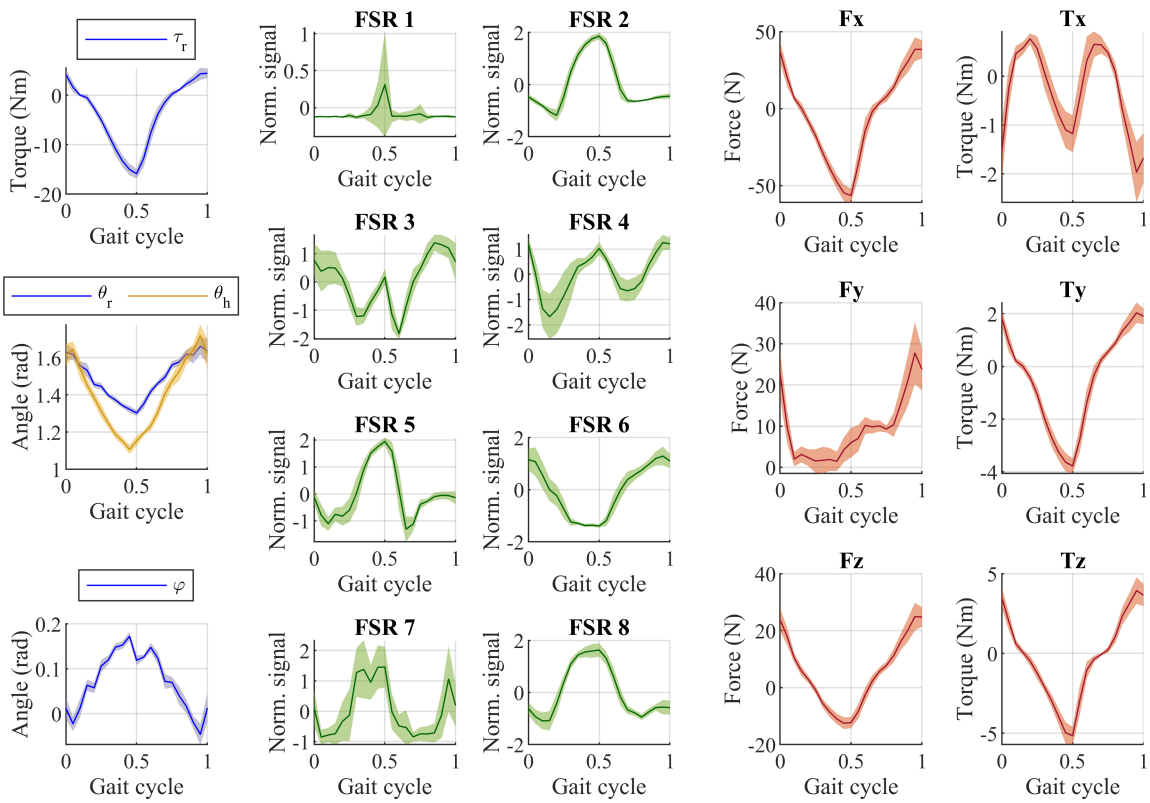 τr
Torque (Nm)
0
-10
-20
0 0.5 1
Gait cycle
θr θh
Angle (rad)
1.6
1.4
1.2
1
0 0.5 1
Gait cycle
φ
Angle (rad)
0.2
0.1
0
0 0.5 1
Gait cycle
FSR 1
Norm. signal
1
0.5
0
0 0.5 1
Gait cycle
FSR 2
Norm. signal
2
0
-2
0 0.5 1
Gait cycle
FSR 3
Norm. signal
1
0
-1
-2
0 0.5 1
Gait cycle
FSR 4
Norm. signal
1
0
-1
-2
0 0.5 1
Gait cycle
FSR 5
Norm. signal
2
1
0
-1
0 0.5 1
Gait cycle
FSR 6
Norm. signal
2
0
-2
0 0.5 1
Gait cycle
FSR 7
Norm. signal
2
1
0
-1
0 0.5 1
Gait cycle
FSR 8
Norm. signal
2
0
-2
0 0.5 1
Gait cycle
Fx
Force (N)
50
0
-50
0 0.5 1
Gait cycle
Tx
Torque (Nm)
0
-1
-2
0 0.5 1
Gait cycle
Fy
Force (N)
40
30
20
10
0
0 0.5 1
Gait cycle
Ty
Torque (Nm)
2
0
-2
-4
0 0.5 1
Gait cycle
Fz
Force (N)
40
20
0
-20
0 0.5 1
Gait cycle
Tz
Torque (Nm)
5
0
-5
0 0.5 1
Gait cycle